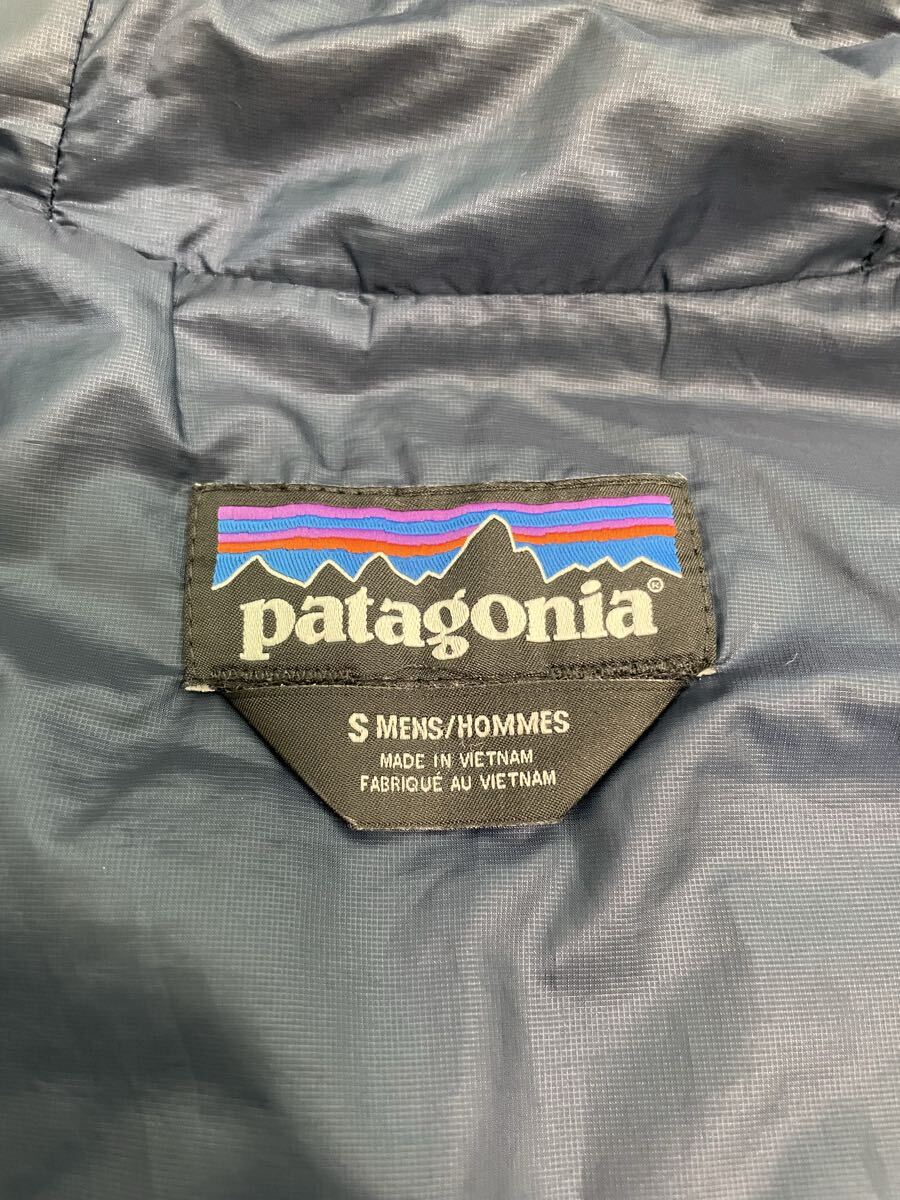 patagonia®
S MENS/HOMMES
MADE IN VIETNAM
FABRIQUÉ AU VIETNAM